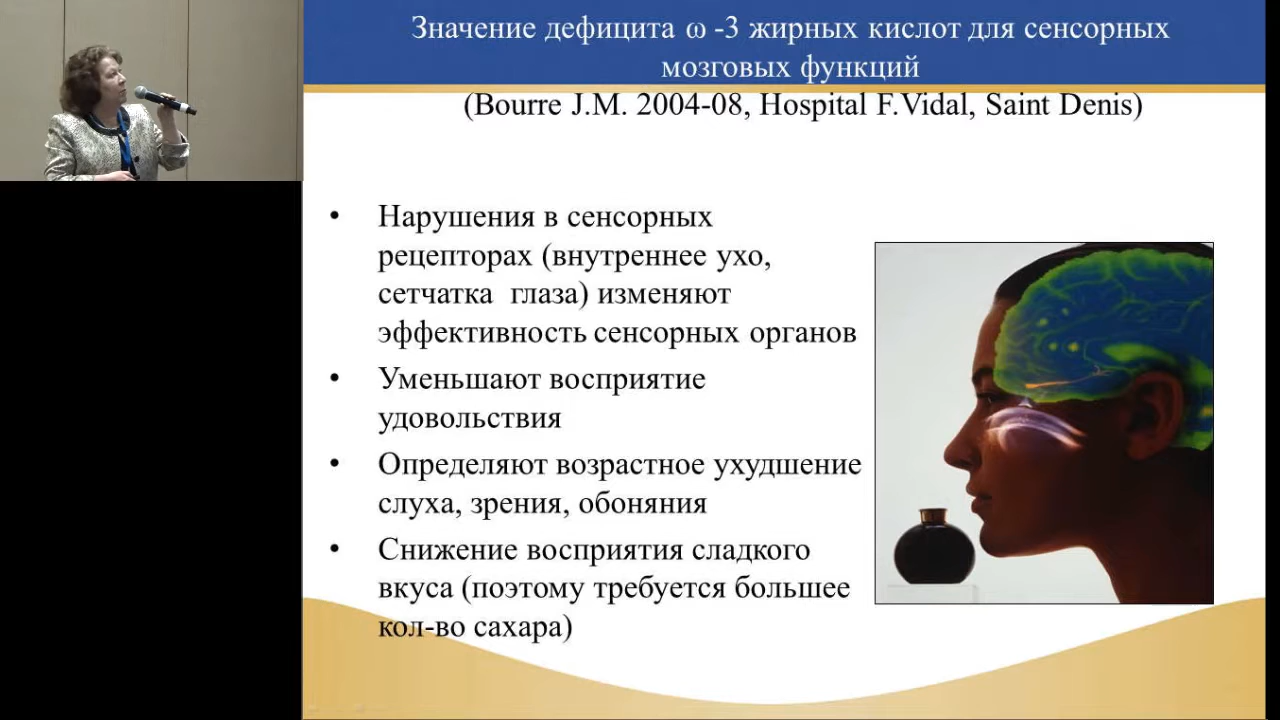 Значение дефицита ω -3 жирных кислот для сенсорных
мозговых функций
(Bourre J.M. 2004-08, Hospital F.Vidal, Saint Denis)
• Нарушения в сенсорных
рецепторах (внутреннее ухо,
сетчатка глаза) изменяют
эффективность сенсорных органов
• Уменьшают восприятие
удовольствия
• Определяют возрастное ухудшение
слуха, зрения, обоняния
• Снижение восприятия сладкого
вкуса (поэтому требуется большее
кол-во сахара)